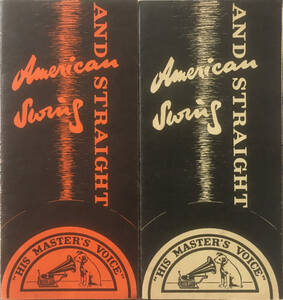 American
Swing
AND STRAIGHT
"HIS MASTER'S VOICE"
American
Swing
AND STRAIGHT
"HIS MASTER'S VOICE"